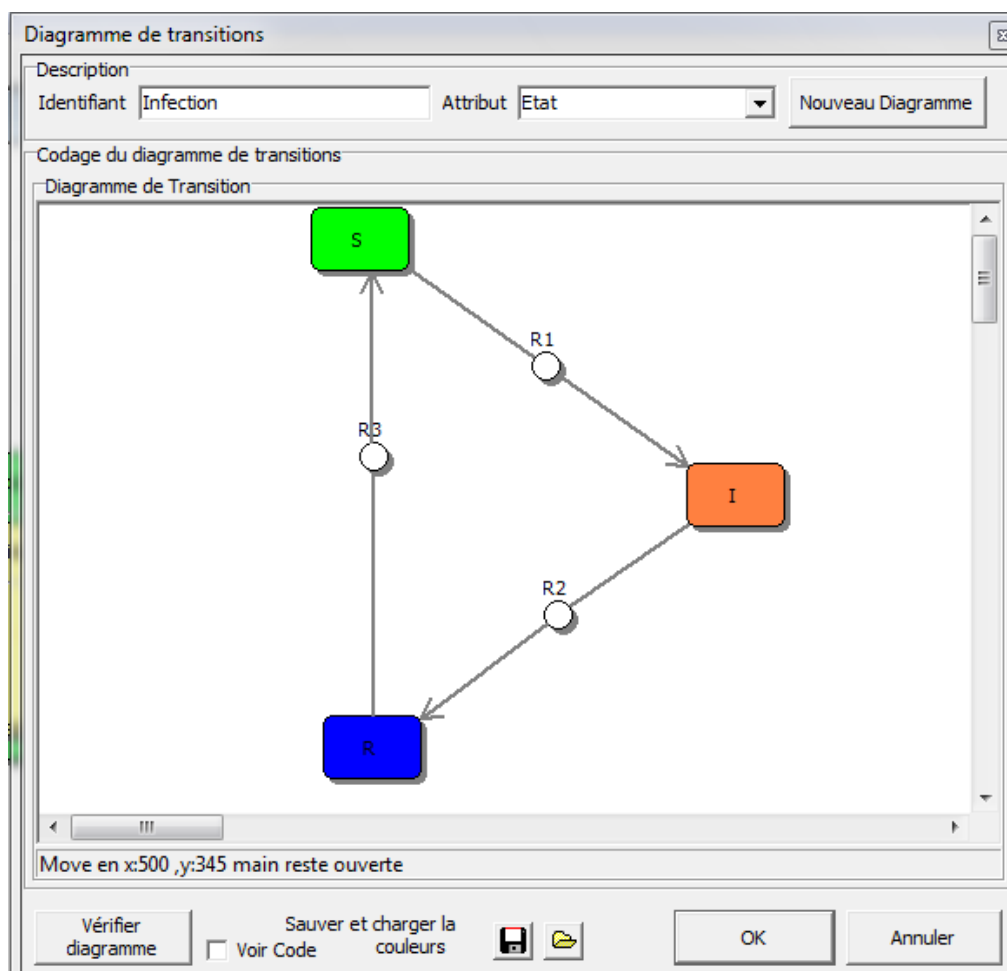 Diagramme de transitions
Description
Identifiant Infection Attribut Etat Nouveau Diagramme
Codage du diagramme de transitions
Diagramme de Transition
S
R1
R3
I
R2
R
Move en x:500 ,y:345 main reste ouverte
Vérifier diagramme
Voir Code
Sauver et charger la
couleurs
OK
Annuler